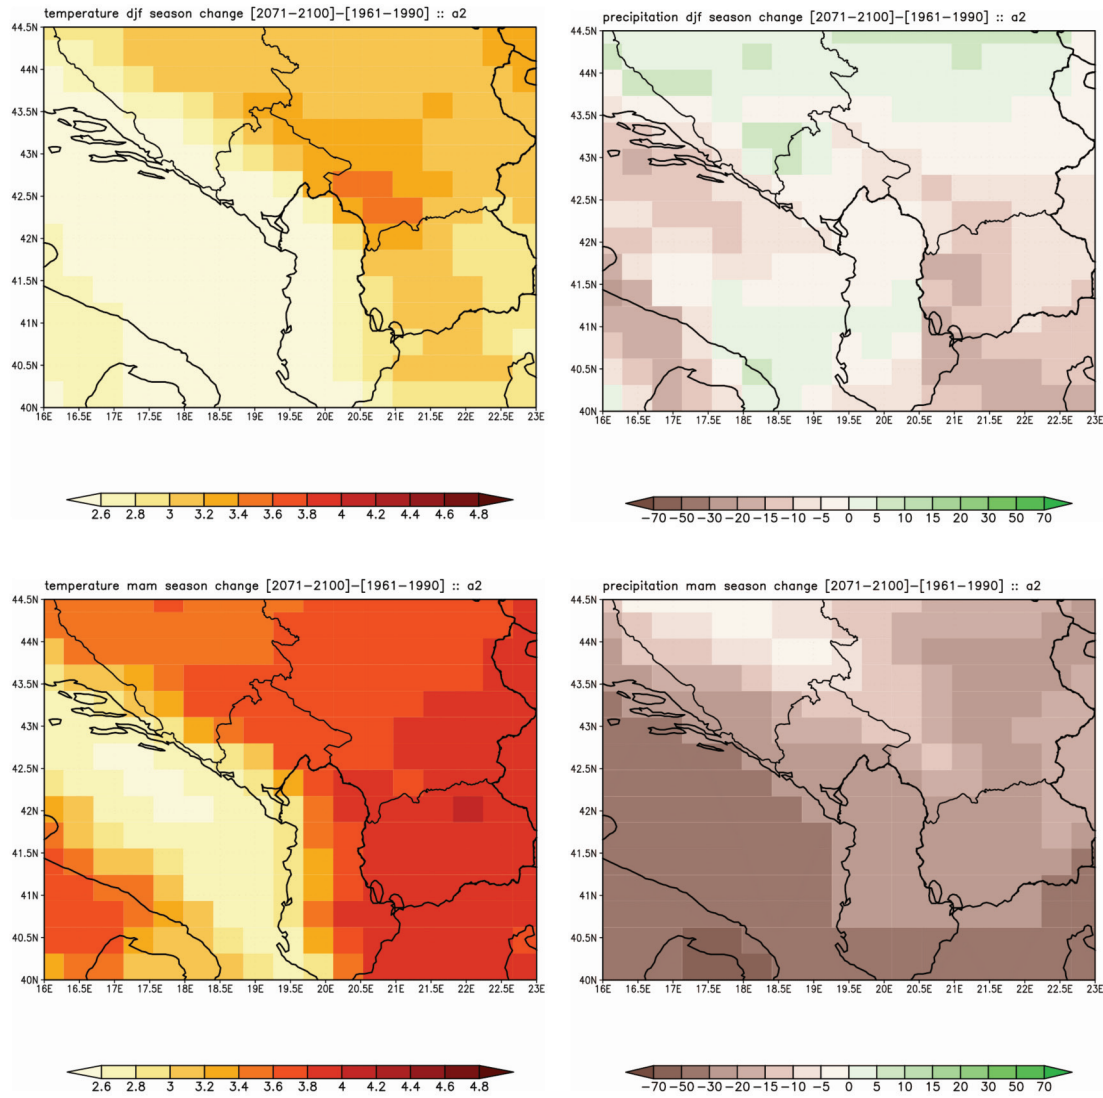 temperature djf season change [2071-2100]-[1961-1990] :: a2
44.5N
44N
43.5N
43N
42.5N
42N
41.5N
41N
40.5N
40N
16E 16.5E 17E 17.5E 18E 18.5E 19E 19.5E 20E 20.5E 21E 21.5E 22E 22.5E 23E
2.6 2.8 3 3.2 3.4 3.6 3.8 4 4.2 4.4 4.6 4.8
precipitation djf season change [2071-2100]-[1961-1990] :: a2
44.5N
44N
43.5N
43N
42.5N
42N
41.5N
41N
40.5N
40N
16E 16.5E 17E 17.5E 18E 18.5E 19E 19.5E 20E 20.5E 21E 21.5E 22E 22.5E 23E
-70 -50 -30 -20 -15 -10 -5 0 5 10 15 20 30 50 70
temperature mam season change [2071-2100]-[1961-1990] :: a2
44.5N
44N
43.5N
43N
42.5N
42N
41.5N
41N
40.5N
40N
16E 16.5E 17E 17.5E 18E 18.5E 19E 19.5E 20E 20.5E 21E 21.5E 22E 22.5E 23E
2.6 2.8 3 3.2 3.4 3.6 3.8 4 4.2 4.4 4.6 4.8
precipitation mam season change [2071-2100]-[1961-1990] :: a2
44.5N
44N
43.5N
43N
42.5N
42N
41.5N
41N
40.5N
40N
16E 16.5E 17E 17.5E 18E 18.5E 19E 19.5E 20E 20.5E 21E 21.5E 22E 22.5E 23E
-70 -50 -30 -20 -15 -10 -5 0 5 10 15 20 30 50 70